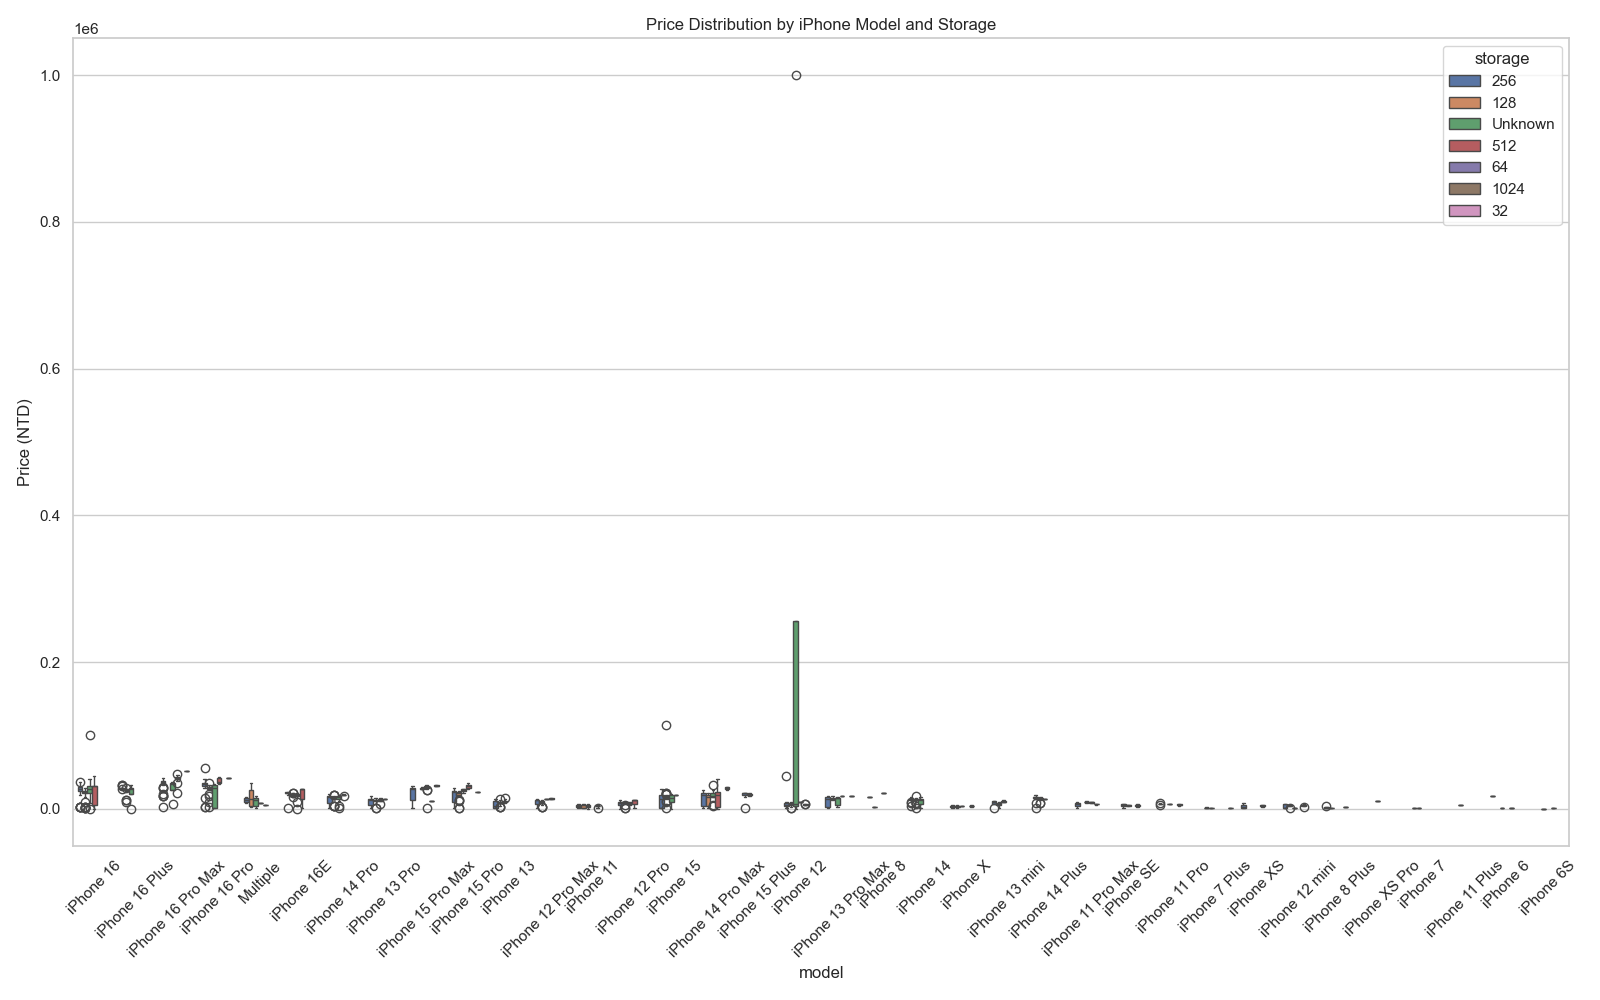 Price Distribution by iPhone Model and Storage
1e6
1.0
0.8
0.6
0.4
0.2
0.0
Price (NTD)
storage
256
128
Unknown
512
64
1024
32
iPhone 16
iPhone 16 Plus
iPhone 16 Pro Max
iPhone 16 Pro
Multiple
iPhone 16E
iPhone 14 Pro
iPhone 13 Pro
iPhone 15 Pro Max
iPhone 15 Pro
iPhone 13
iPhone 12 Pro Max
iPhone 11
iPhone 12 Pro
iPhone 15
iPhone 14 Pro Max
iPhone 15 Plus
iPhone 12
iPhone 13 Pro Max
iPhone 8
iPhone 14
iPhone X
iPhone 13 mini
iPhone 14 Plus
iPhone 11 Pro Max
iPhone SE
iPhone 11 Pro
iPhone 7 Plus
iPhone XS
iPhone 12 mini
iPhone 8 Plus
iPhone XS Pro
iPhone 7
iPhone 11 Plus
iPhone 6
iPhone 6S
model